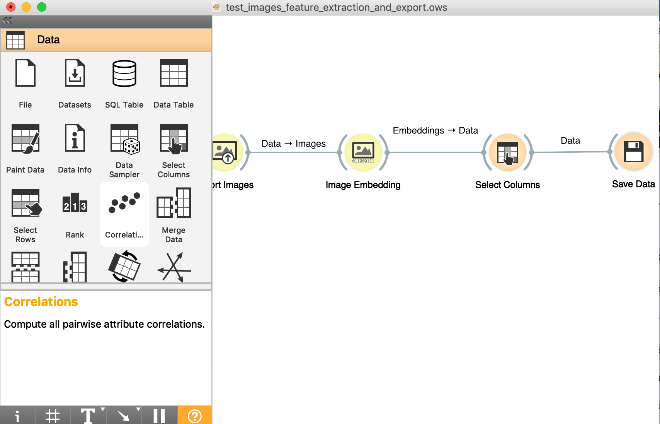 test_images_feature_extraction_and_export.ows
Data
File
Datasets
SQL Table
Data Table
Paint Data
Data Info
Data
Sampler
Select
Columns
Select
Rows
Rank
Correlati...
Merge
Data
Correlations
Compute all pairwise attribute correlations.
Data → Images
Embeddings → Data
Data
ort Images
Image Embedding
Select Columns
Save Data